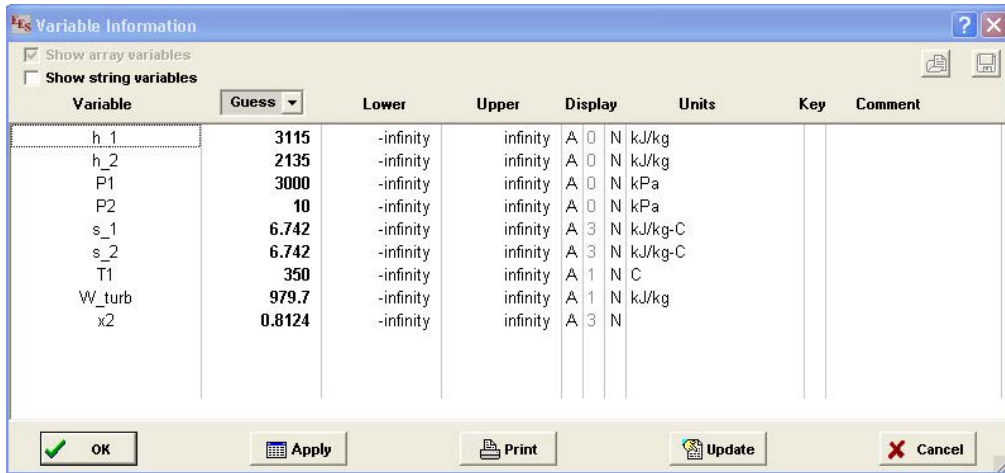 EES Variable Information
Show array variables
Show string variables
Variable Guess Lower Upper Display Units Key Comment
h_1 3115 -infinity infinity A 0 N kJ/kg
h_2 2135 -infinity infinity A 0 N kJ/kg
P1 3000 -infinity infinity A 0 N kPa
P2 10 -infinity infinity A 0 N kPa
s_1 6.742 -infinity infinity A 3 N kJ/kg-C
s_2 6.742 -infinity infinity A 3 N kJ/kg-C
T1 350 -infinity infinity A 1 N C
W_turb 979.7 -infinity infinity A 1 N kJ/kg
x2 0.8124 -infinity infinity A 3 N
OK Apply Print Update Cancel